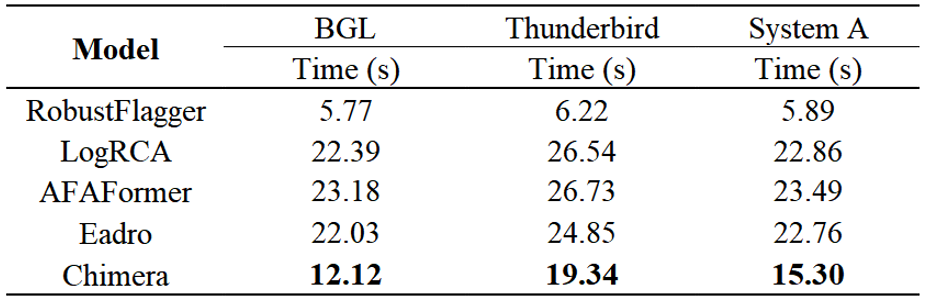 Model BGL Thunderbird System A
Time (s) Time (s) Time (s)
RobustFlagger 5.77 6.22 5.89
LogRCA 22.39 26.54 22.86
AFAFormer 23.18 26.73 23.49
Eadro 22.03 24.85 22.76
Chimera 12.12 19.34 15.30